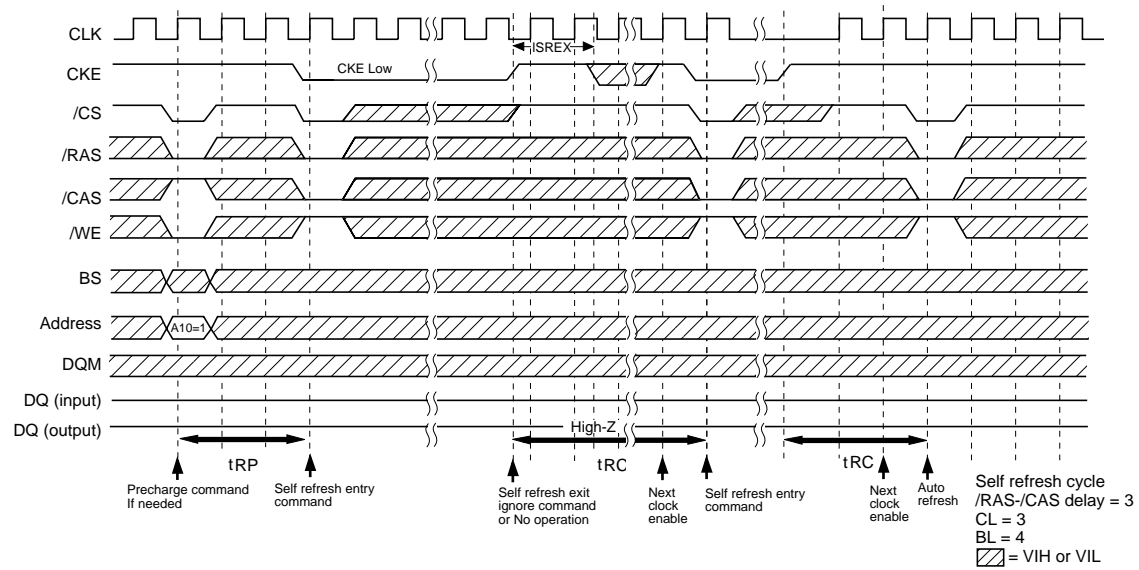 CLK
lSREX
CKE
CKE Low
/CS
/RAS
/CAS
/WE
BS
Address
A10=1
DQM
DQ (input)
DQ (output)
High-Z
tRP
tRC
tRC
Precharge command
If needed
Self refresh entry
command
Self refresh exit
ignore command
or No operation
Next
clock
enable
Self refresh entry
command
Next
clock
enable
Auto
refresh
Self refresh cycle
/RAS-/CAS delay = 3
CL = 3
BL = 4
= VIH or VIL